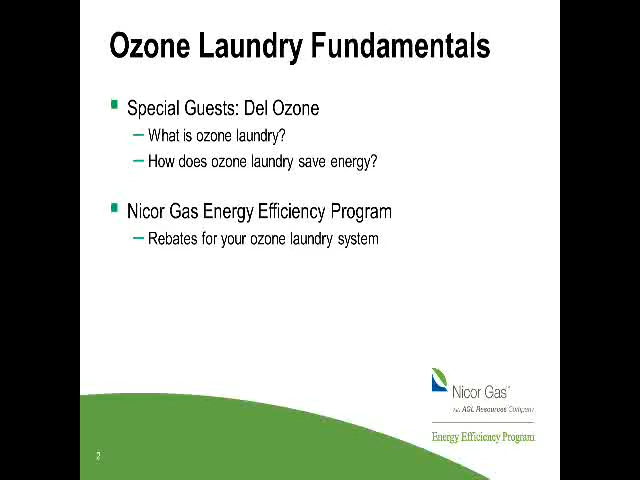 Ozone Laundry Fundamentals
Special Guests: Del Ozone
– What is ozone laundry?
– How does ozone laundry save energy?
Nicor Gas Energy Efficiency Program
– Rebates for your ozone laundry system
Nicor Gas™
An AGL Resources Company
Energy Efficiency Program
2